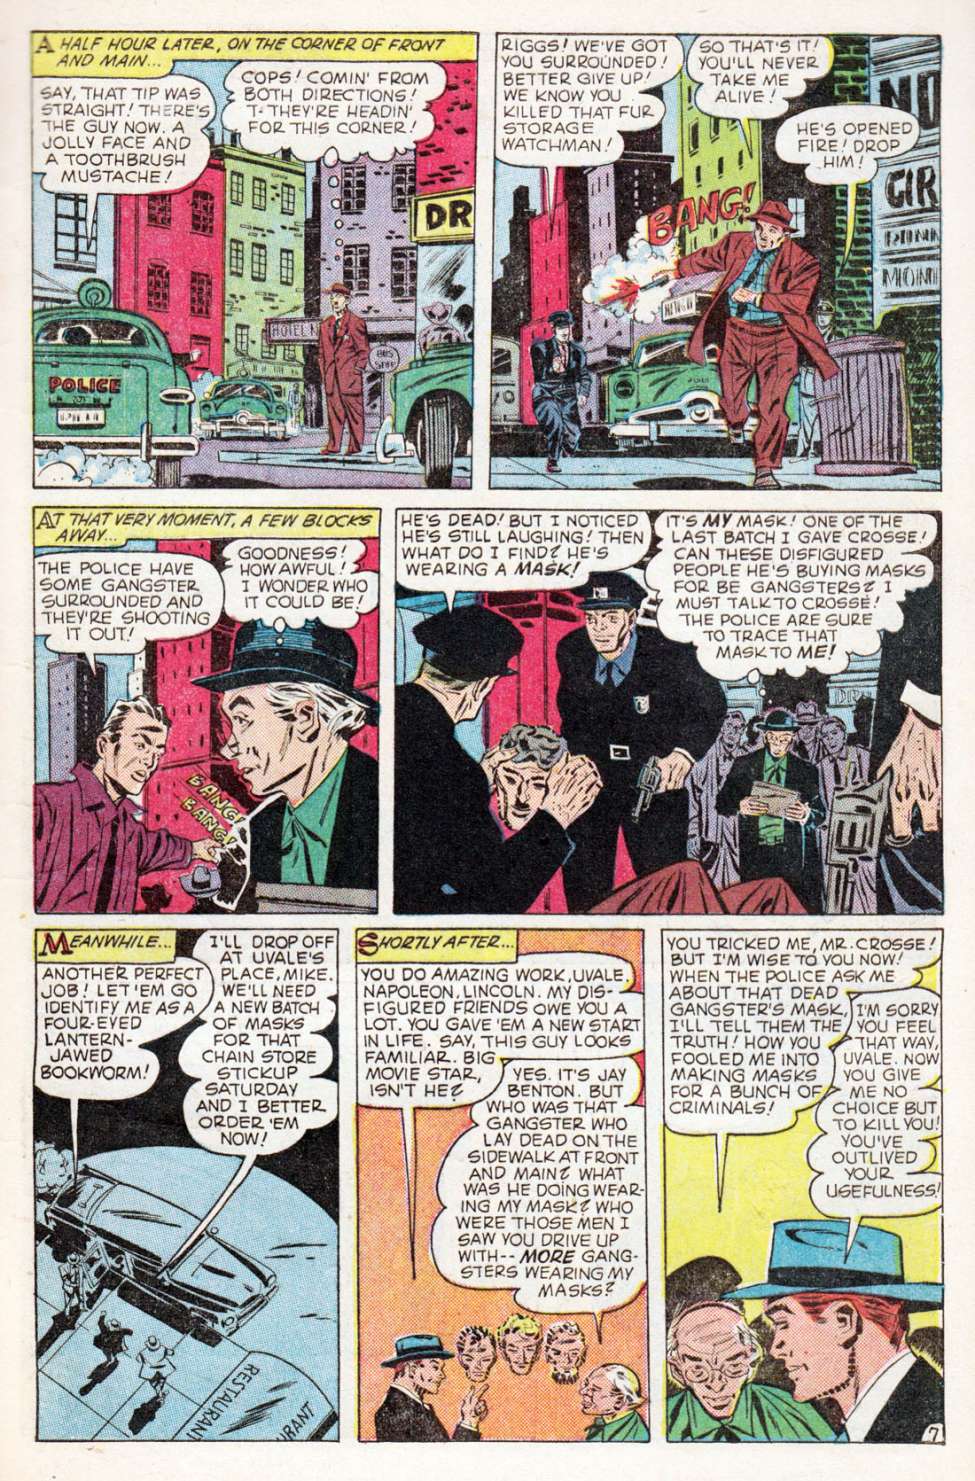 A HALF HOUR LATER, ON THE CORNER OF FRONT
AND MAIN...
SAY, THAT TIP WAS
STRAIGHT! THERE'S
THE GUY NOW. A
JOLLY FACE AND
A TOOTHBRUSH
MUSTACHE!
COPS! COMIN' FROM
BOTH DIRECTIONS!
T-THEY'RE HEADIN'
FOR THIS CORNER!
DR
HOTEL
BUS
STOP
POLICE
RIGGS! WE'VE GOT
YOU SURROUNDED!
BETTER GIVE UP!
WE KNOW YOU
KILLED THAT FUR
STORAGE
WATCHMAN!
SO THAT'S IT!
YOU'LL NEVER
TAKE ME
ALIVE!
HE'S OPENED
FIRE! DROP
HIM!
BANG!
NO
GIR
AT THAT VERY MOMENT, A FEW BLOCKS
AWAY...
THE POLICE HAVE
SOME GANGSTER
SURROUNDED AND
THEY'RE SHOOTING
IT OUT!
GOODNESS!
HOW AWFUL!
I WONDER WHO
IT COULD BE!
BANG!
BANG!
HE'S DEAD! BUT I NOTICED
HE'S STILL LAUGHING! THEN
WHAT DO I FIND? HE'S
WEARING A MASK!
IT'S MY MASK! ONE OF THE
LAST BATCH I GAVE CROSSE!
CAN THESE DISFIGURED
PEOPLE HE'S BUYING MASKS
FOR BE GANGSTERS? I
MUST TALK TO CROSSE!
THE POLICE ARE SURE
TO TRACE THAT
MASK TO ME!
DR
MEANWHILE...
ANOTHER PERFECT
JOB! LET 'EM GO
IDENTIFY ME AS A
FOUR-EYED
LANTERN-
JAWED
BOOKWORM!
I'LL DROP OFF
AT UVALE'S
PLACE, MIKE.
WE'LL NEED
A NEW BATCH
OF MASKS
FOR THAT
CHAIN STORE
STICKUP
SATURDAY
AND I BETTER
ORDER 'EM
NOW!
RESTAURANT
URANT
SHORTLY AFTER...
YOU DO AMAZING WORK, UVALE.
NAPOLEON, LINCOLN. MY DIS-
FIGURED FRIENDS OWE YOU A
LOT. YOU GAVE 'EM A NEW START
IN LIFE. SAY, THIS GUY LOOKS
FAMILIAR. BIG
MOVIE STAR,
ISN'T HE?
YES. IT'S JAY
BENTON. BUT
WHO WAS THAT
GANGSTER WHO
LAY DEAD ON THE
SIDEWALK AT FRONT
AND MAIN? WHAT
WAS HE DOING WEAR-
ING MY MASK? WHO
WERE THOSE MEN I
SAW YOU DRIVE UP
WITH--MORE GANG-
STERS WEARING MY
MASKS?
YOU TRICKED ME, MR. CROSSE!
BUT I'M WISE TO YOU NOW!
WHEN THE POLICE ASK ME
ABOUT THAT DEAD
GANGSTER'S MASK,
I'LL TELL THEM THE
TRUTH! HOW YOU
FOOLED ME INTO
MAKING MASKS
FOR A BUNCH OF
CRIMINALS!
I'M SORRY
YOU FEEL
THAT WAY,
UVALE. NOW
YOU GIVE
ME NO
CHOICE BUT
TO KILL YOU!
YOU'VE
OUTLIVED
YOUR
USEFULNESS!
7